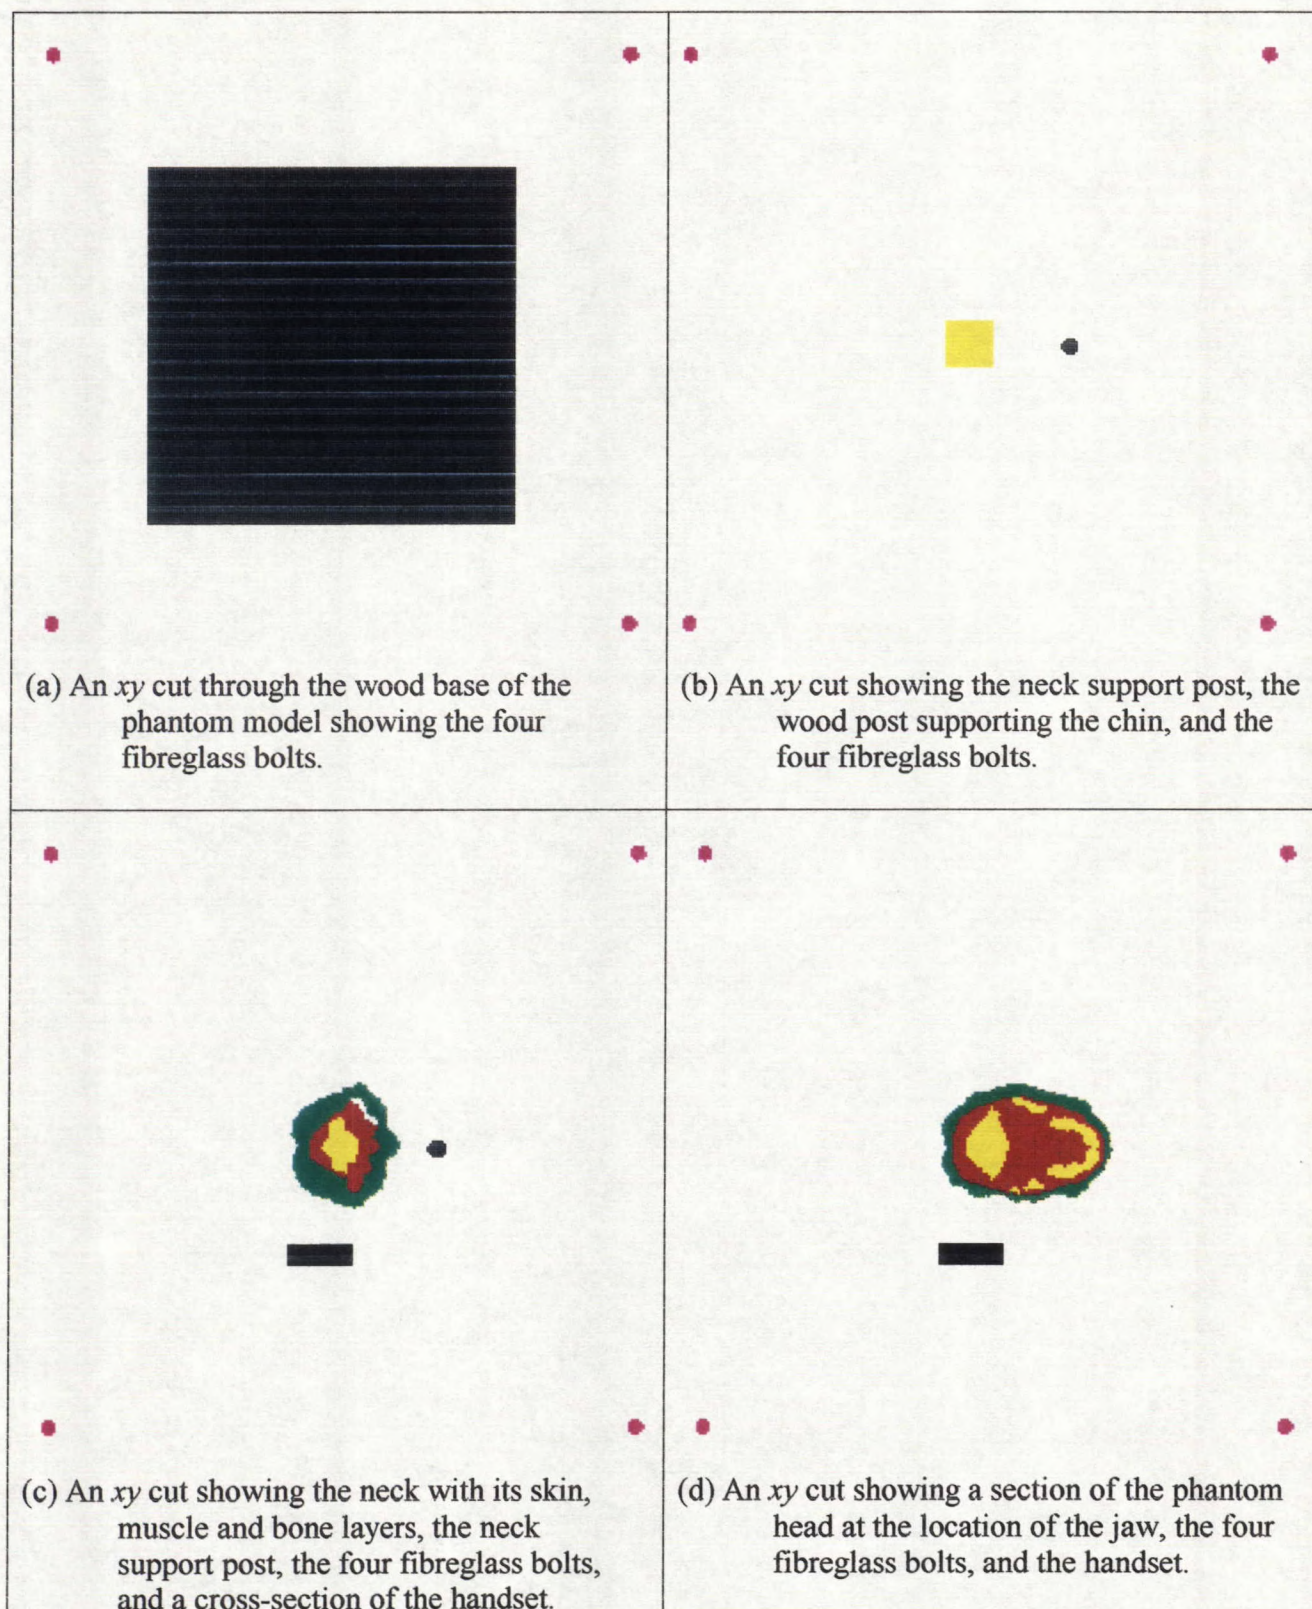 (a) An xy cut through the wood base of the
phantom model showing the four
fibreglass bolts.
(b) An xy cut showing the neck support post, the
wood post supporting the chin, and the
four fibreglass bolts.
(c) An xy cut showing the neck with its skin,
muscle and bone layers, the neck
support post, the four fibreglass bolts,
and a cross-section of the handset.
(d) An xy cut showing a section of the phantom
head at the location of the jaw, the four
fibreglass bolts, and the handset.